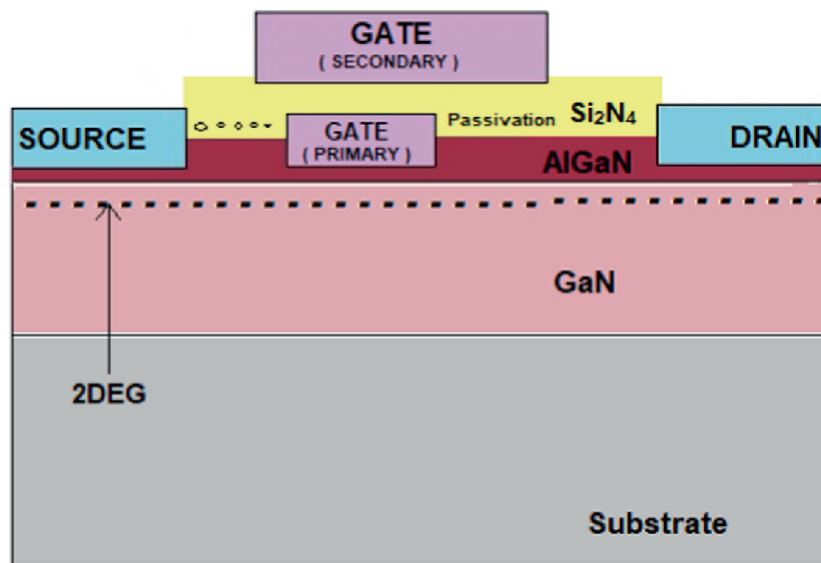 GATE
( SECONDARY )
SOURCE
GATE
( PRIMARY )
Passivation
Si₂N₄
DRAIN
AlGaN
GaN
2DEG
Substrate